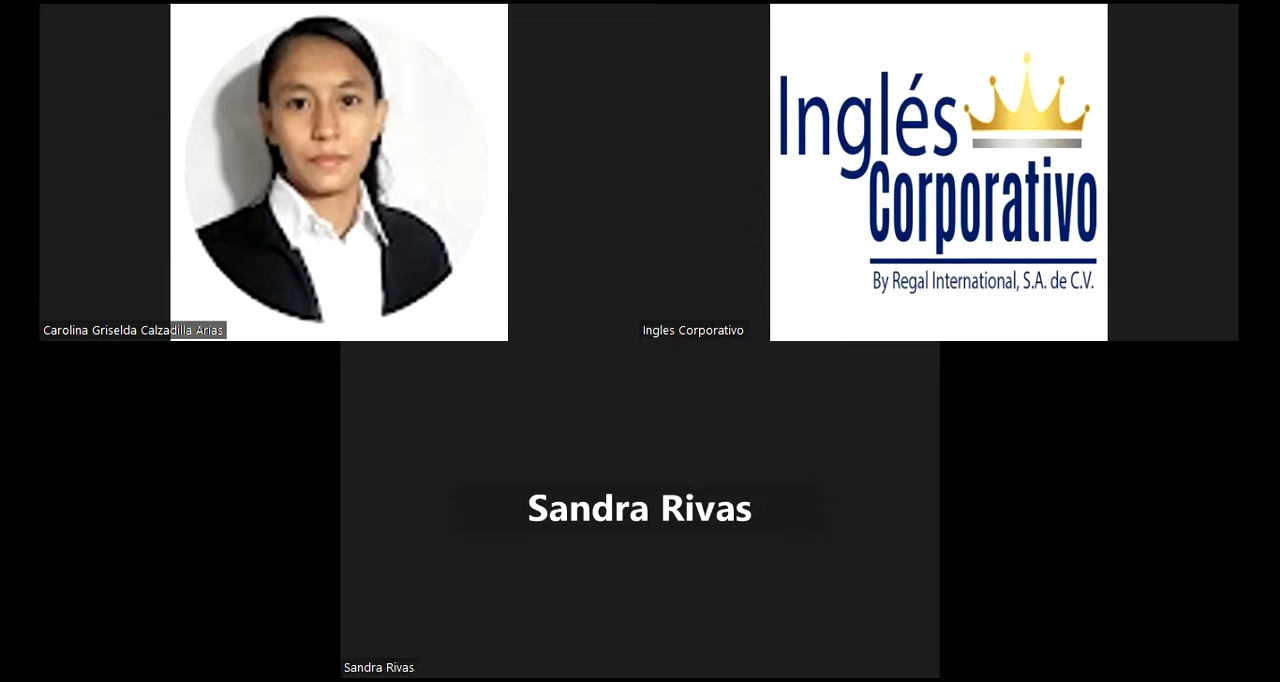 Inglés
Corporativo
By Regal International, S.A. de C.V.
Carolina Griselda Calzadilla Arias
Ingles Corporativo
Sandra Rivas
Sandra Rivas